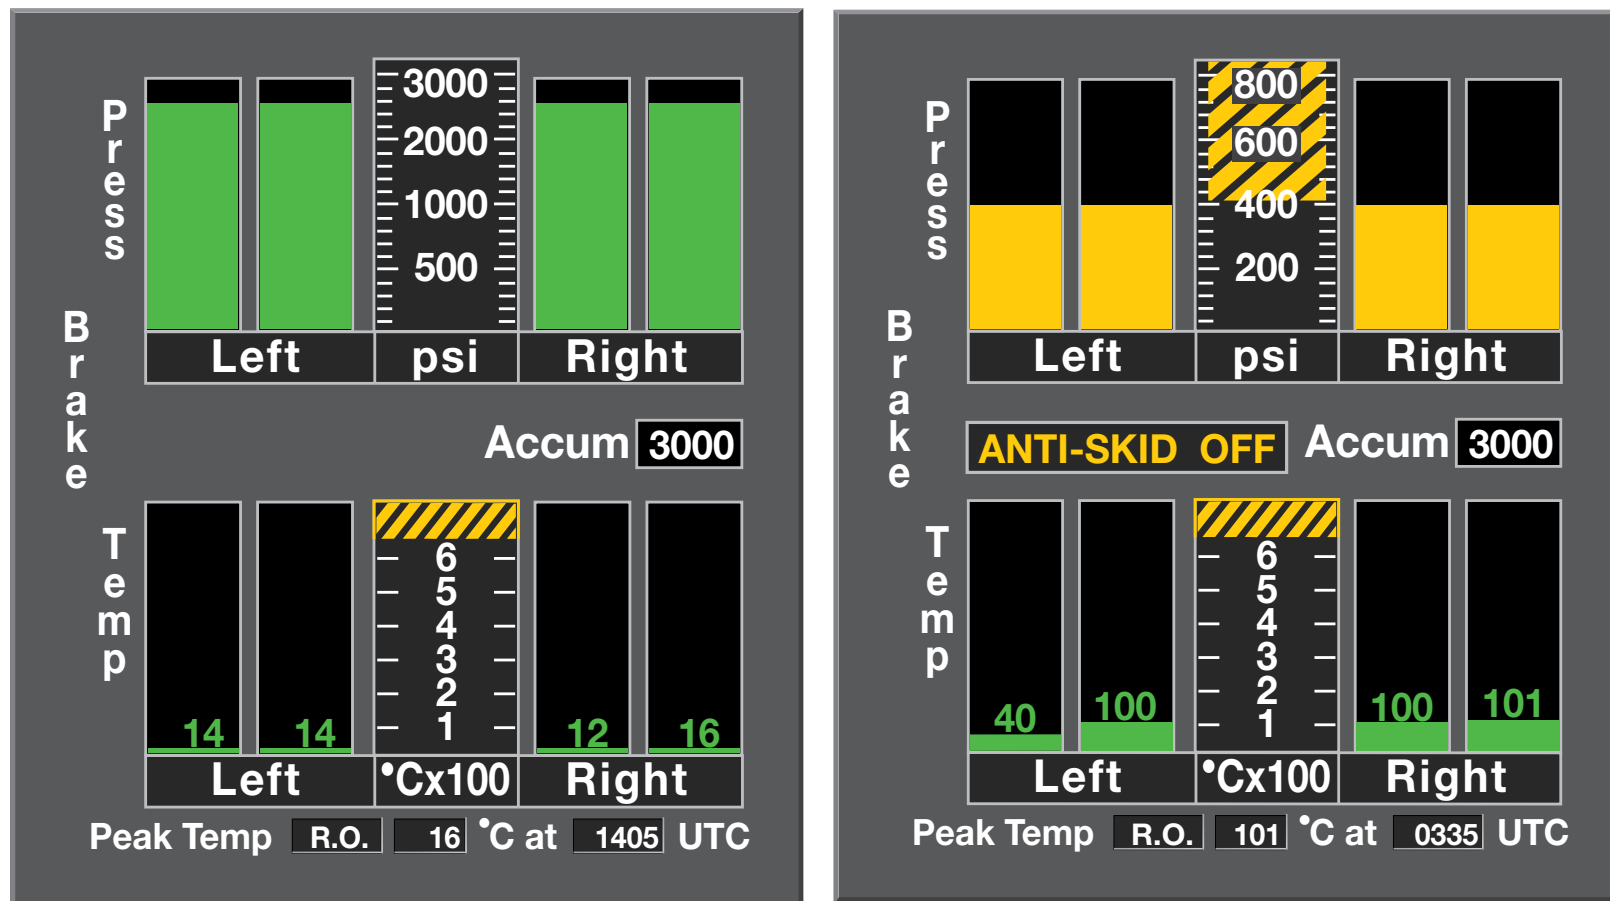 Brake
Press
3000
2000
1000
500
Left psi Right
Accum 3000
Temp
6
5
4
3
2
1
14 14 12 16
Left °Cx100 Right
Peak Temp R.O. 16 °C at 1405 UTC
Brake
Press
800
600
400
200
Left psi Right
ANTI-SKID OFF Accum 3000
Temp
6
5
4
3
2
1
40 100 100 101
Left °Cx100 Right
Peak Temp R.O. 101 °C at 0335 UTC